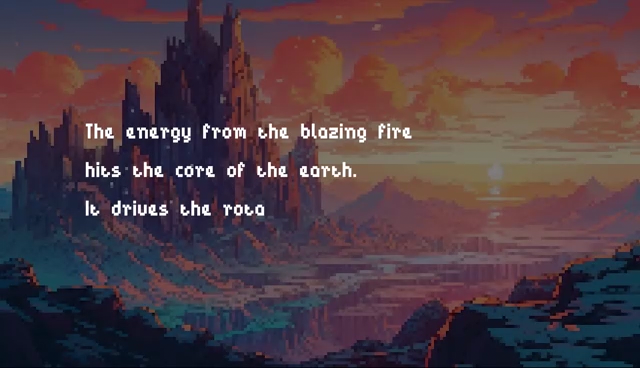 The energy from the blazing fire
hits the core of the earth.
It drives the rota